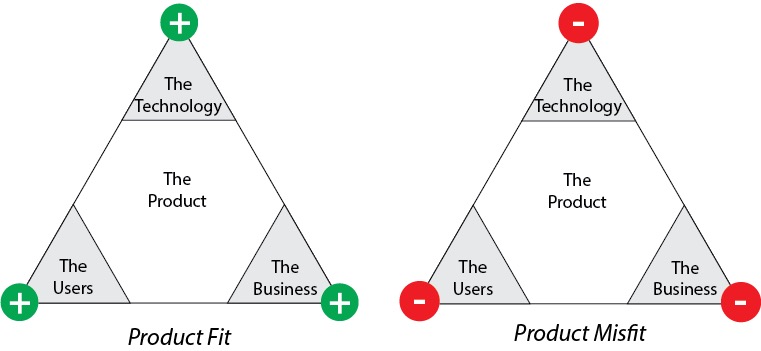 +
The
Technology
The
Product
The
Users
The
Business
+
+
Product Fit
-
The
Technology
The
Product
The
Users
The
Business
-
-
Product Misfit